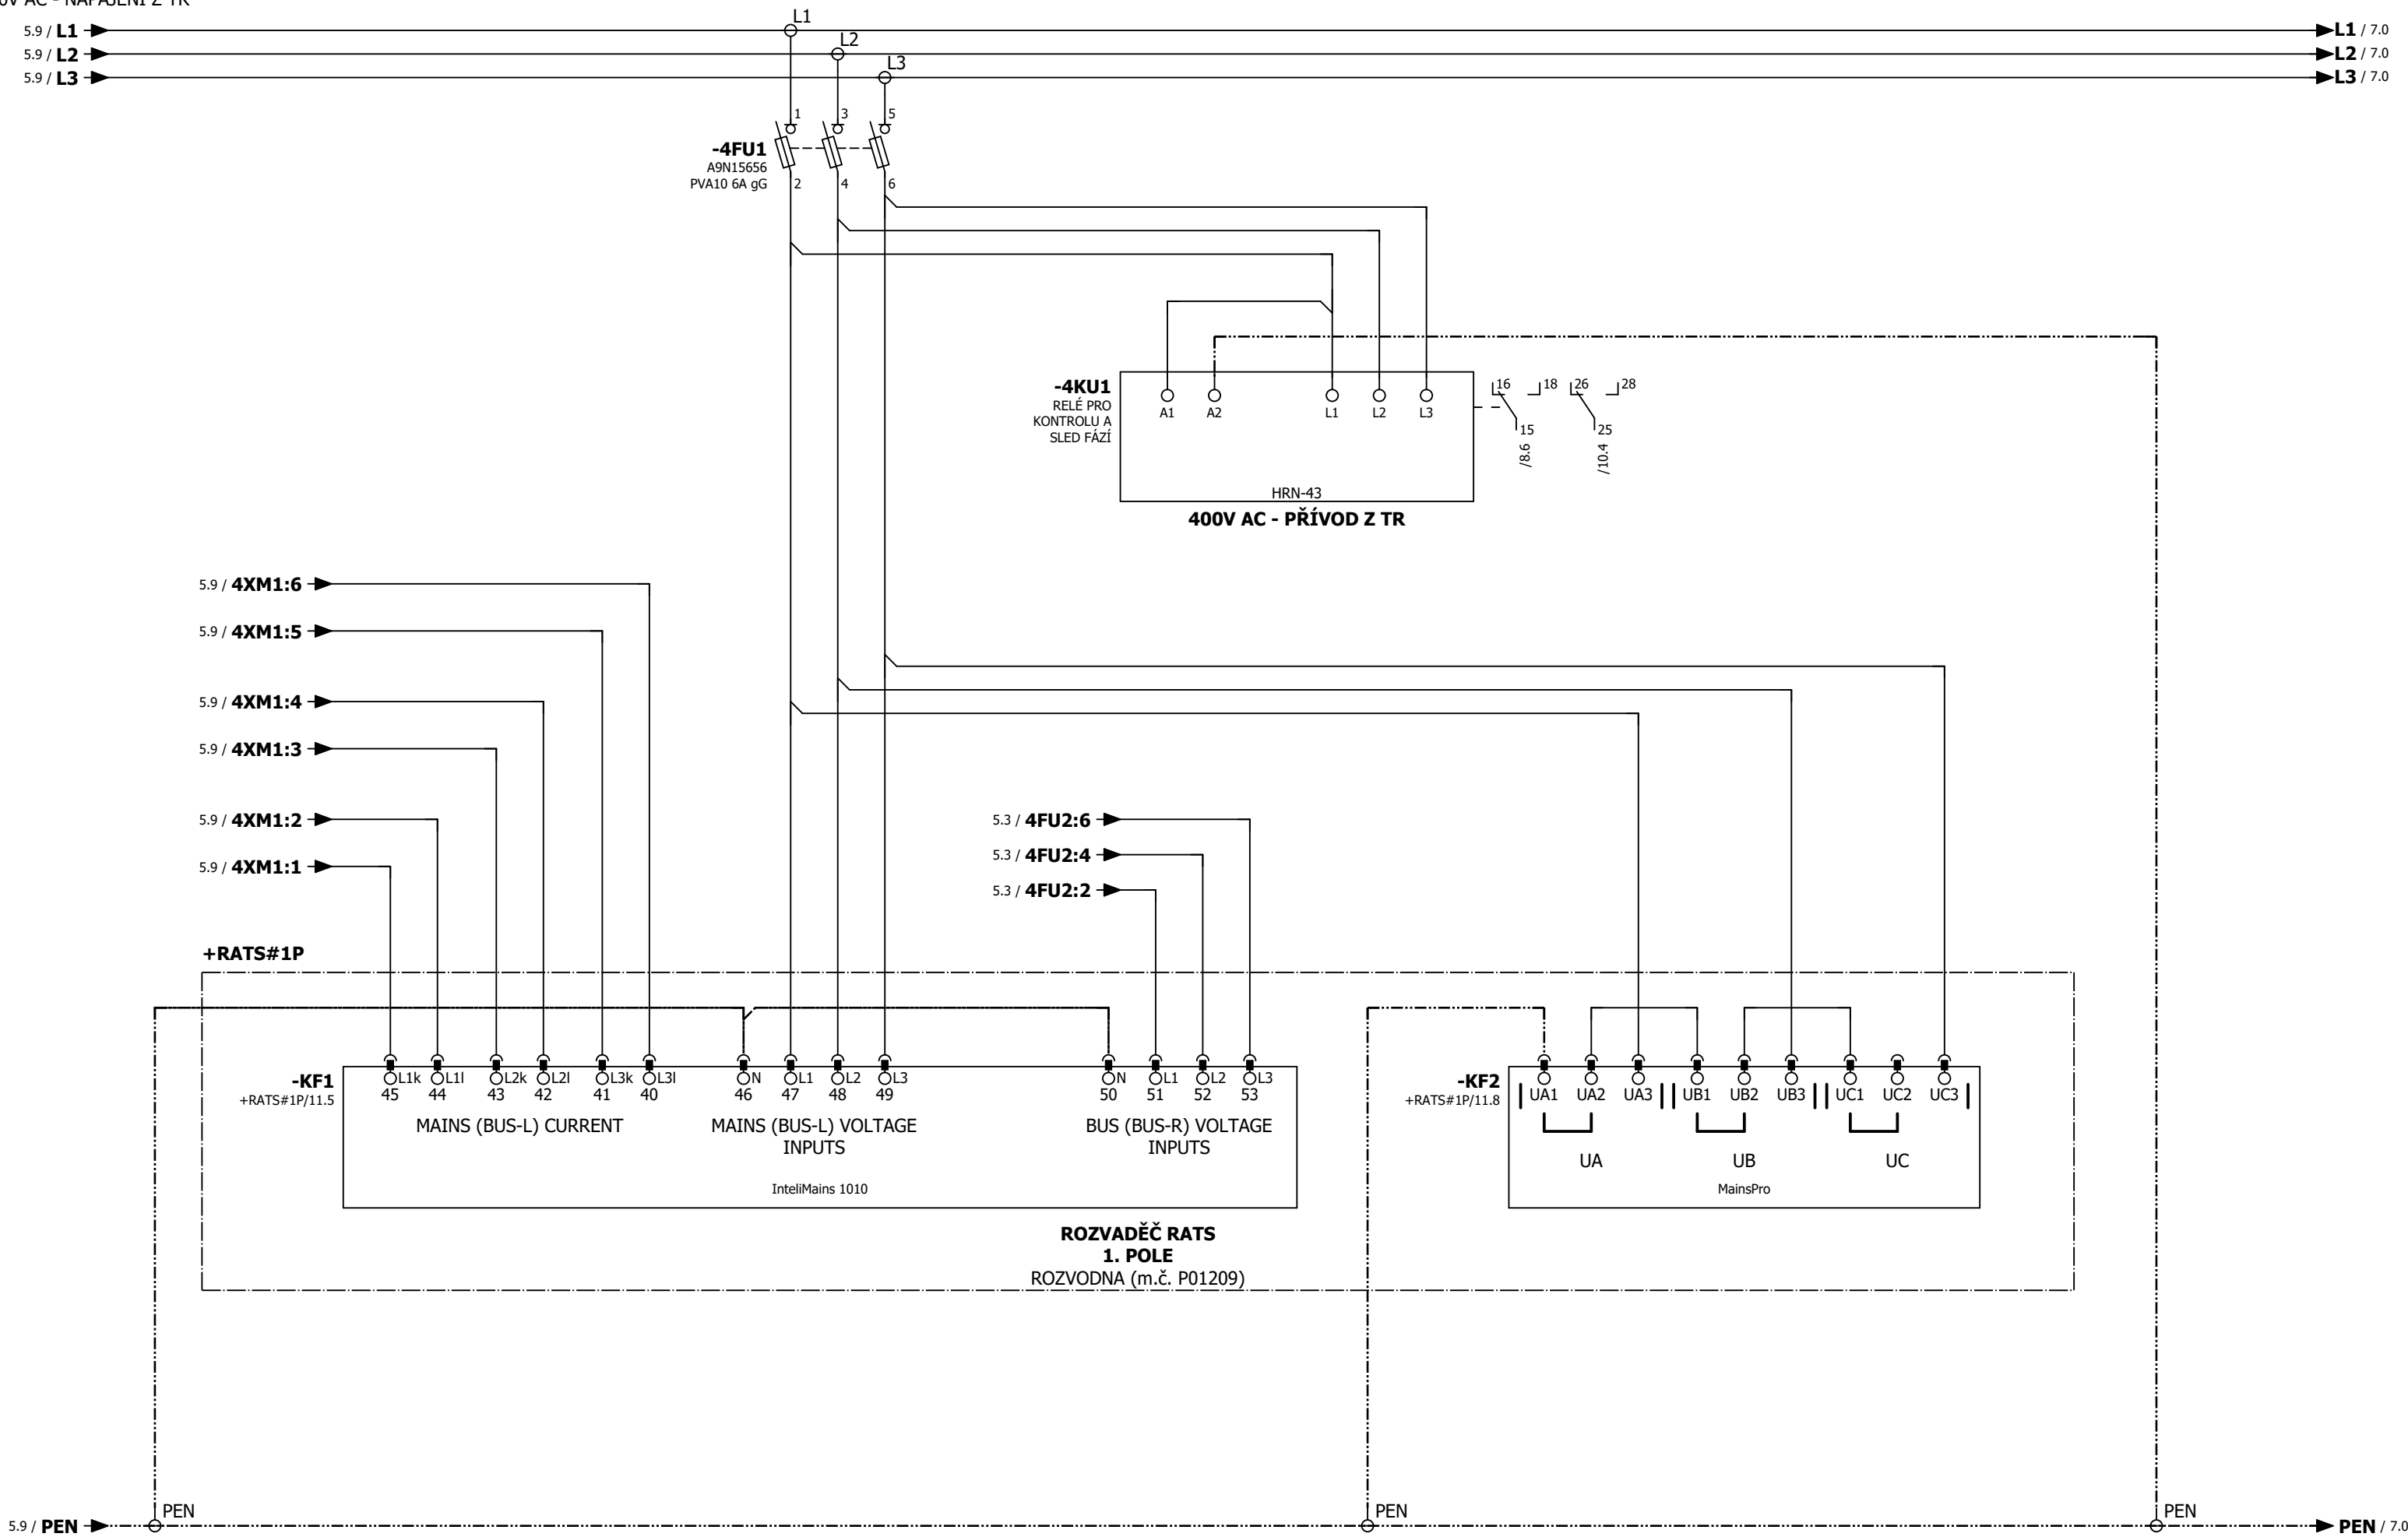 0V AC - NAPÁJENÍ Z TR
5.9 / L1
L1
L1 / 7.0
5.9 / L2
L2
L2 / 7.0
5.9 / L3
L3
L3 / 7.0
1 3 5
-4FU1
A9N15656
PVA10 6A gG
2 4 6
-4KU1
RELÉ PRO
KONTROLU A
SLED FÁZÍ
A1 A2 L1 L2 L3
16 18 26 28
15 25
/8.6 /10.4
HRN-43
400V AC - PŘÍVOD Z TR
5.9 / 4XM1:6
5.9 / 4XM1:5
5.9 / 4XM1:4
5.9 / 4XM1:3
5.9 / 4XM1:2
5.9 / 4XM1:1
5.3 / 4FU2:6
5.3 / 4FU2:4
5.3 / 4FU2:2
+RATS#1P
-KF1
+RATS#1P/11.5
L1k L1l L2k L2l L3k L3l N L1 L2 L3 N L1 L2 L3
45 44 43 42 41 40 46 47 48 49 50 51 52 53
MAINS (BUS-L) CURRENT
MAINS (BUS-L) VOLTAGE
INPUTS
BUS (BUS-R) VOLTAGE
INPUTS
InteliMains 1010
-KF2
+RATS#1P/11.8
UA1 UA2 UA3 UB1 UB2 UB3 UC1 UC2 UC3
UA UB UC
MainsPro
ROZVADĚČ RATS
1. POLE
ROZVODNA (m.č. P01209)
PEN PEN PEN
5.9 / PEN
PEN / 7.0